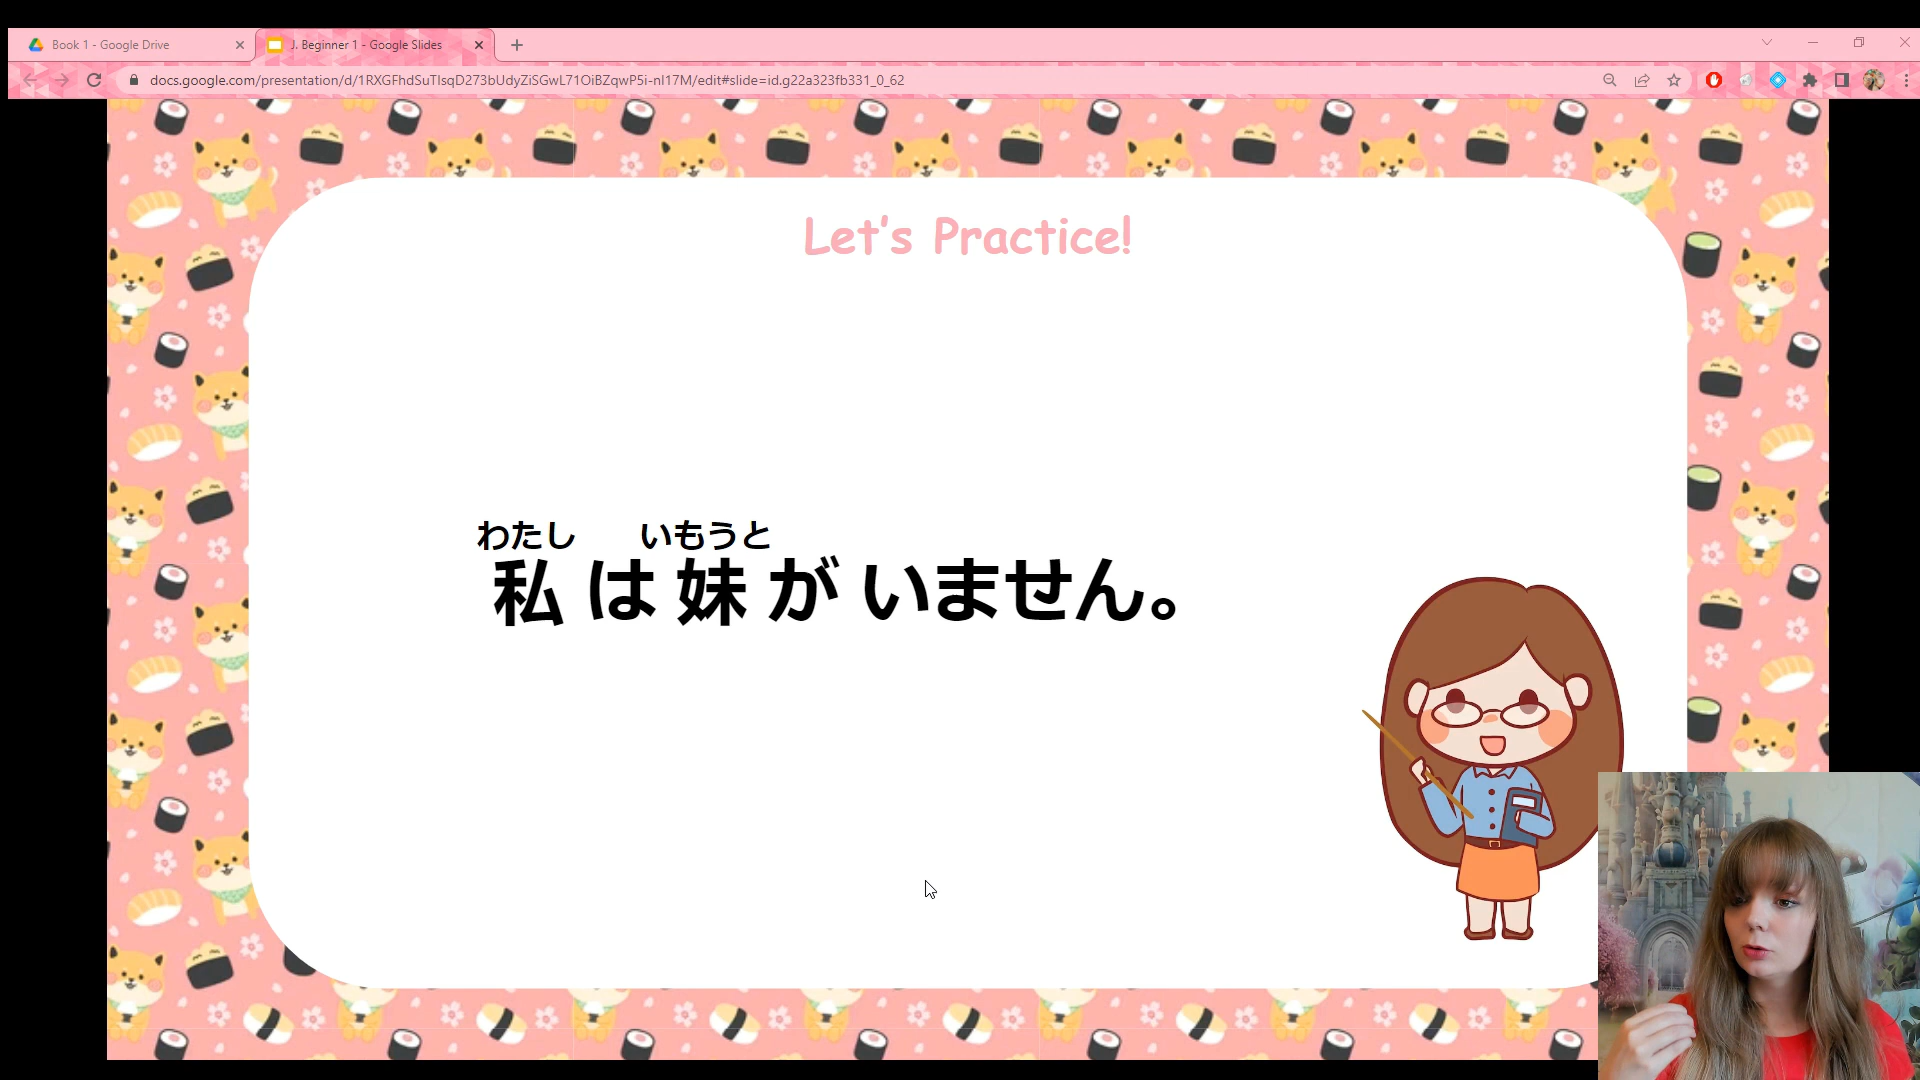 Book 1 - Google Drive
J. Beginner 1 - Google Slides
docs.google.com/presentation/d/1RXGFhdSuTIsqD273bUdyZiSGwL71OiBZqwP5i-nl17M/edit#slide=id.g22a323fb331_0_62
Let's Practice!
わたし いもうと
私 は 妹 が いません。